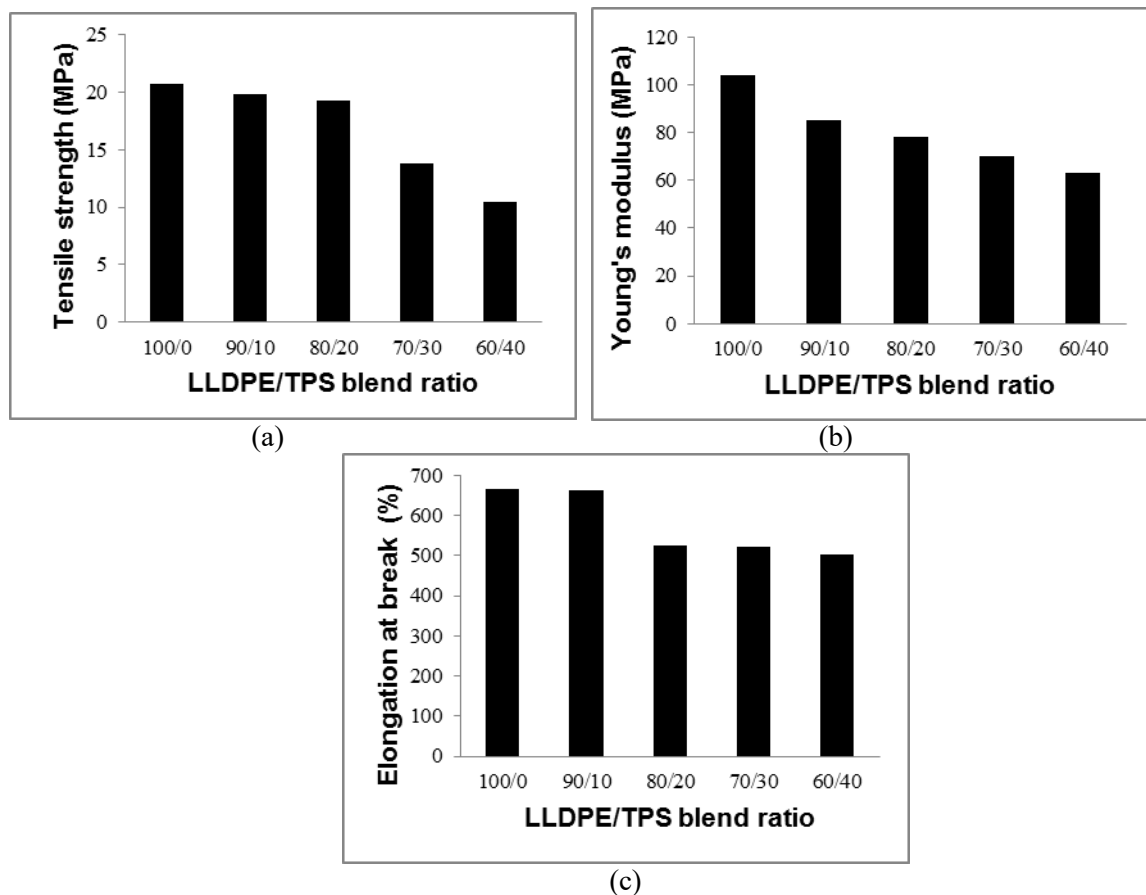 Tensile strength (MPa)
25
20
15
10
5
0
100/0 90/10 80/20 70/30 60/40
LLDPE/TPS blend ratio
(a)
Young's modulus (MPa)
120
100
80
60
40
20
0
100/0 90/10 80/20 70/30 60/40
LLDPE/TPS blend ratio
(b)
Elongation at break (%)
700
600
500
400
300
200
100
0
100/0 90/10 80/20 70/30 60/40
LLDPE/TPS blend ratio
(c)